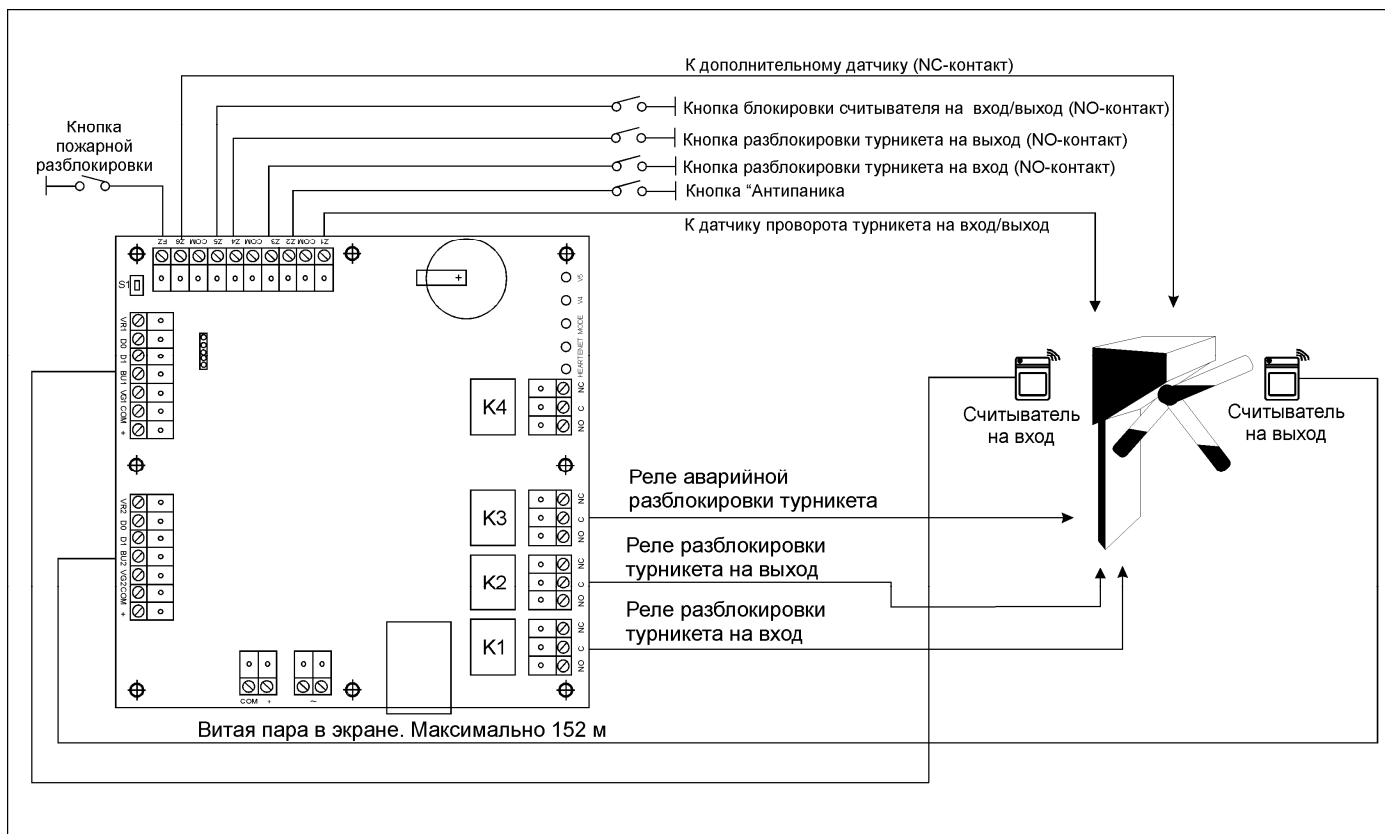 К дополнительному датчику (NC-контакт)
Кнопка блокировки считывателя на вход/выход (NO-контакт)
Кнопка
пожарной
разблокировки
Кнопка разблокировки турникета на выход (NO-контакт)
Кнопка разблокировки турникета на вход (NO-контакт)
Кнопка “Антипаника
К датчику проворота турникета на вход/выход
FZ Z6 COM Z5 Z4 COM Z3 Z2 COM Z1
S1
+
V5
V4
MODE
HEARTENET
VR1
D0
D1
BU1
VG1
COM
+
K4
NC
C
NO
Считыватель
на вход
Считыватель
на выход
VR2
D0
D1
BU2
VG2
COM
+
K3
NC
C
NO
Реле аварийной
разблокировки турникета
K2
NC
C
NO
Реле разблокировки
турникета на выход
K1
NC
C
NO
Реле разблокировки
турникета на вход
COM + ~
Витая пара в экране. Максимально 152 м